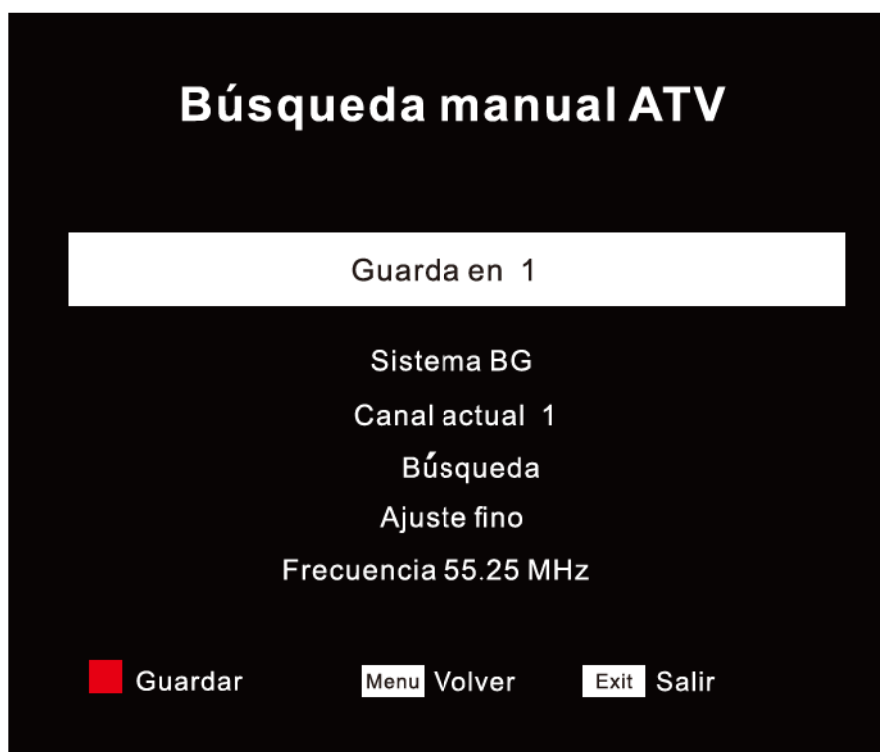 Búsqueda manual ATV
Guarda en 1
Sistema BG
Canal actual 1
Búsqueda
Ajuste fino
Frecuencia 55.25 MHz
Guardar Menu Volver Exit Salir